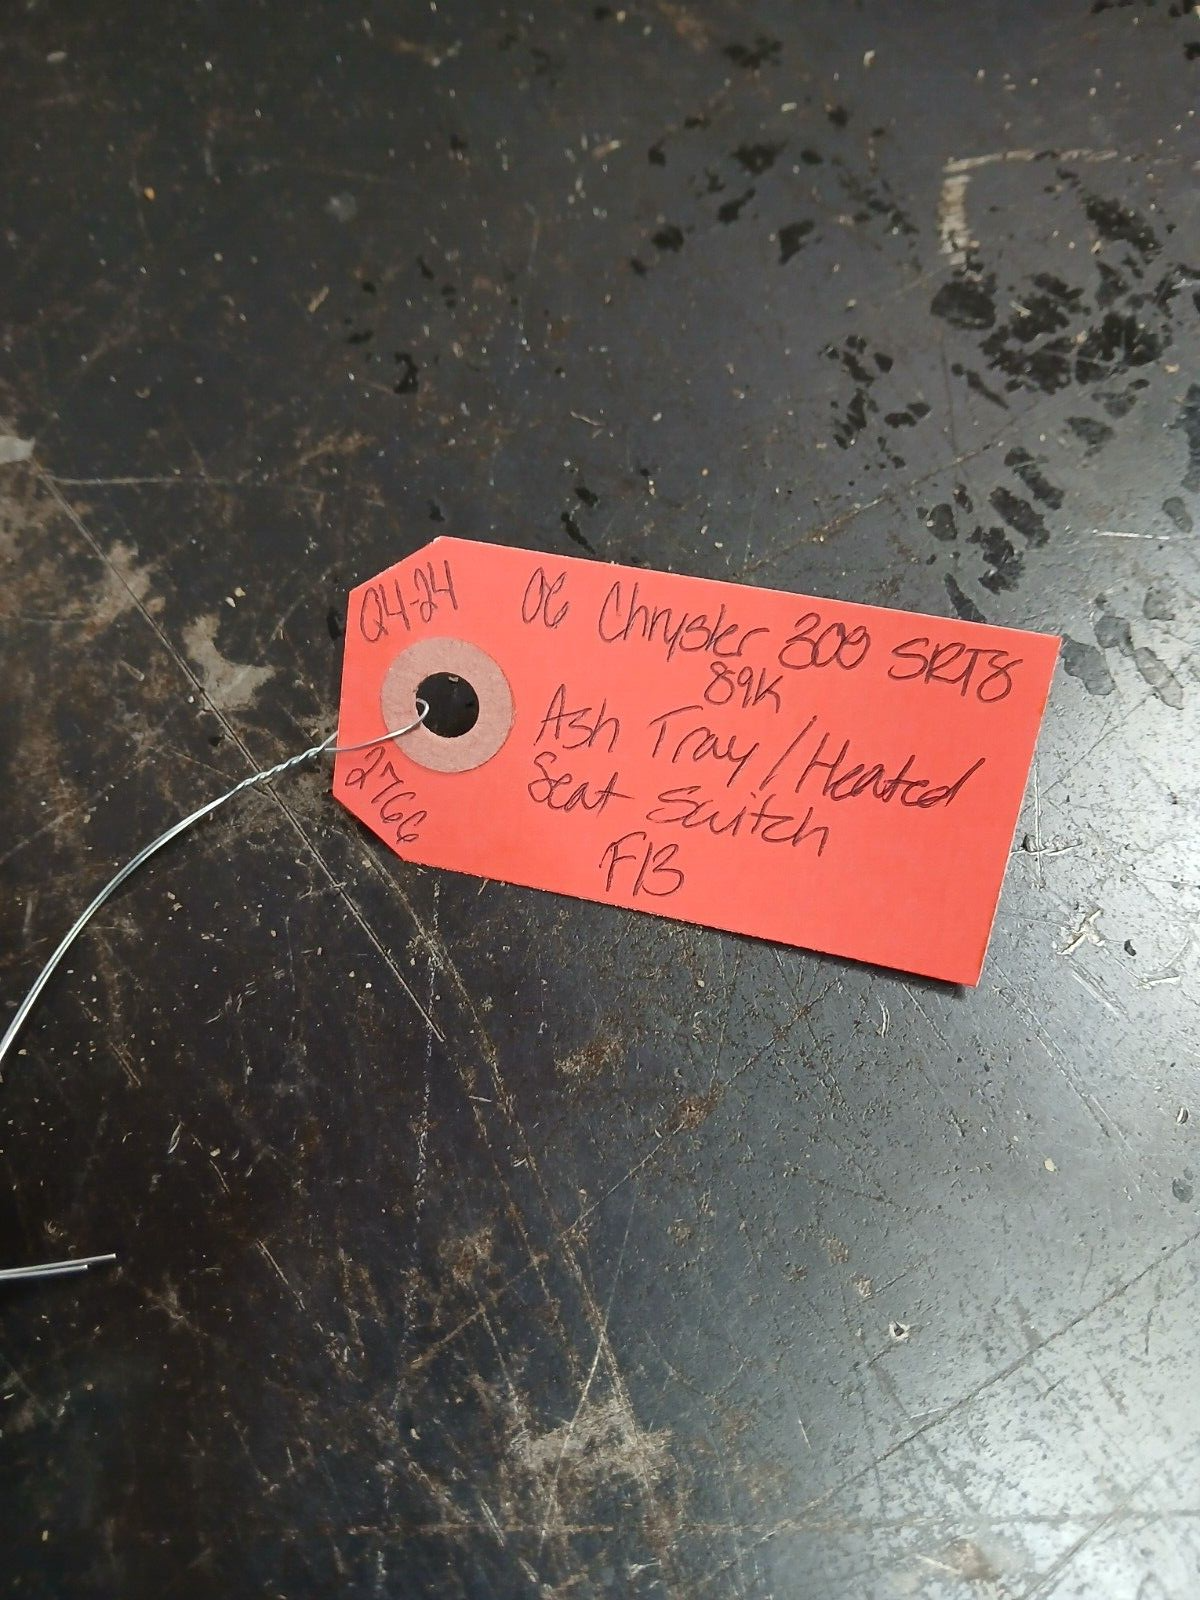 Q4-24
06 Chrysler 300 SRT8
89K
Ash Tray / Heated
Seat Switch
F13
2766